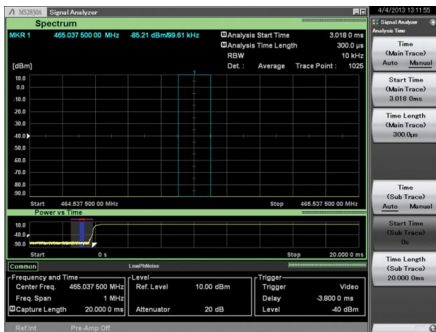 MS2830A Signal Analyzer
4/4/2013 13:11:55
Spectrum
MKR 1 465.037 500 00 MHz -85.21 dBm/99.61 kHz
Analysis Start Time 3.018 0 ms
Analysis Time Length 300.0 µs
RBW 10 kHz
[dBm] Det. : Average Trace Point : 1025
10.0
0.0
-10.0
-20.0
-30.0
-40.0
-50.0
-60.0
-70.0
-80.0
-90.0
Start 464.537 500 00 MHz Stop 465.537 500 00 MHz
Power vs Time
10.0
-40.0
-90.0
Start 0 s Stop 20.000 0 ms
Common
Frequency and Time
Center Freq. 465.037 500 MHz
Freq. Span 1 MHz
Capture Length 20.000 0 ms
Level
Ref. Level 10.00 dBm
Attenuator 20 dB
Trigger
Trigger Video
Delay -3.800 0 ms
Level -40 dBm
Ref.Int Pre-Amp Off
Signal Analyzer
Analysis Time
Time
(Main Trace)
Auto Manual
Start Time
(Main Trace)
3.018 0ms
Time Length
(Main Trace)
300.0µs
Time
(Sub Trace)
Auto Manual
Start Time
(Sub Trace)
0s
Time Length
(Sub Trace)
20.000 0ms